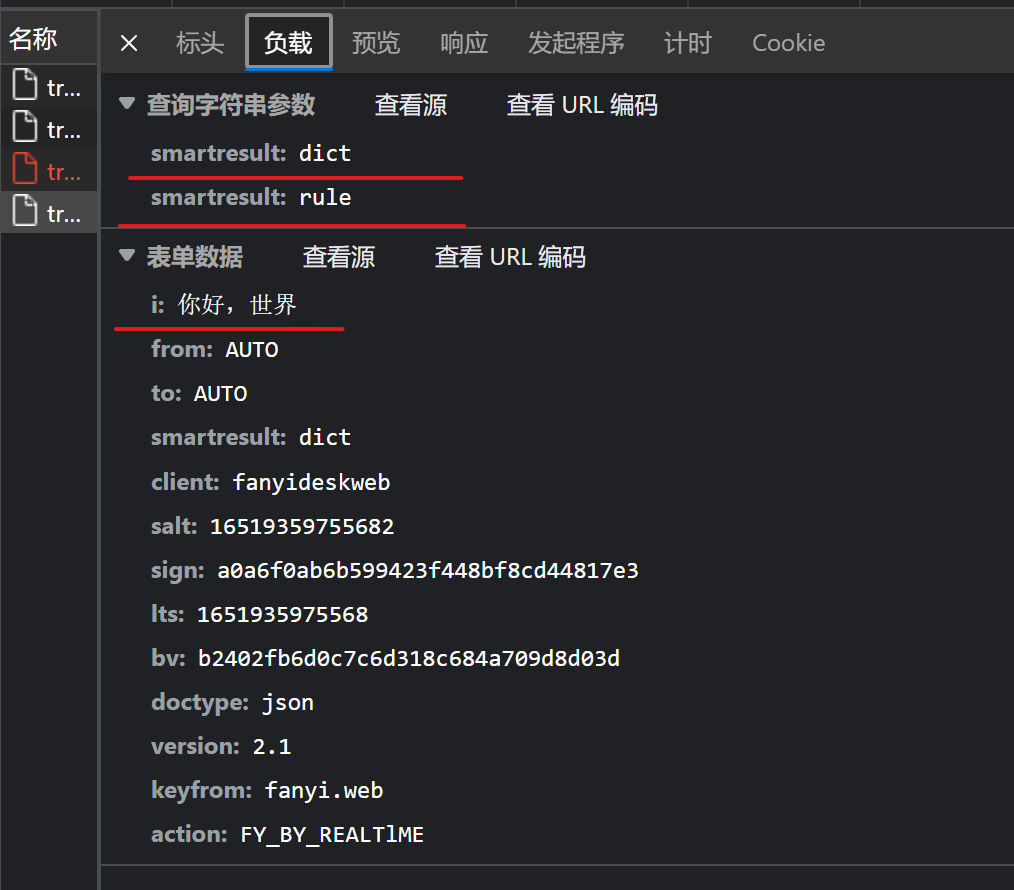 名称
标头 负载 预览 响应 发起程序 计时 Cookie
tr...
tr...
tr...
tr...
查询字符串参数 查看源 查看 URL 编码
smartresult: dict
smartresult: rule
表单数据 查看源 查看 URL 编码
i: 你好，世界
from: AUTO
to: AUTO
smartresult: dict
client: fanyideskweb
salt: 16519359755682
sign: a0a6f0ab6b599423f448bf8cd44817e3
lts: 1651935975568
bv: b2402fb6d0c7c6d318c684a709d8d03d
doctype: json
version: 2.1
keyfrom: fanyi.web
action: FY_BY_REALTlME